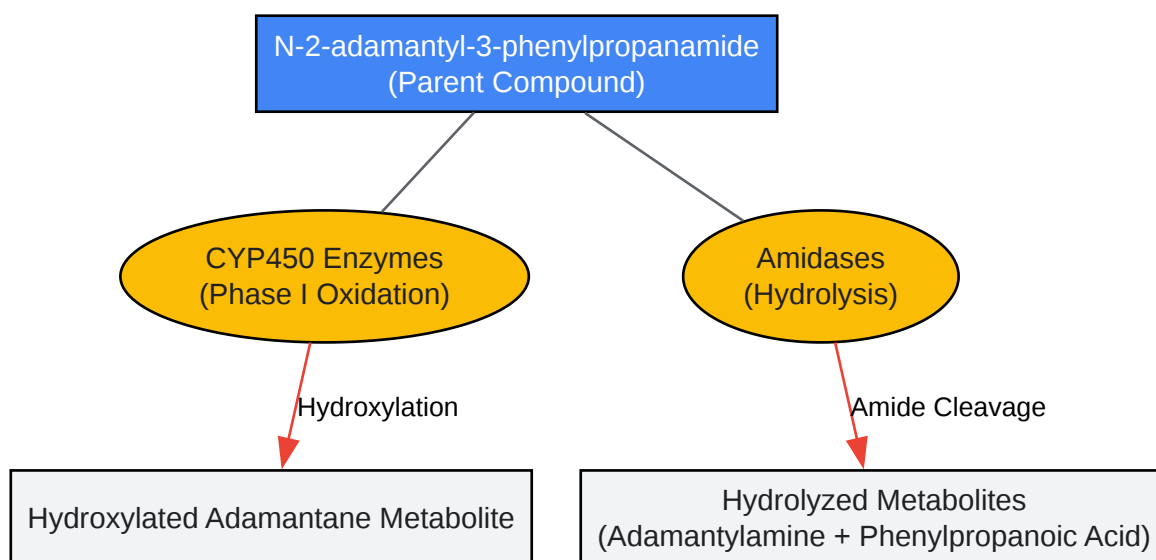 N-2-adamantyl-3-phenylpropanamide
(Parent Compound)
CYP450 Enzymes
(Phase I Oxidation)
Amidases
(Hydrolysis)
Hydroxylation
Amide Cleavage
Hydroxylated Adamantane Metabolite
Hydrolyzed Metabolites
(Adamantylamine + Phenylpropanoic Acid)